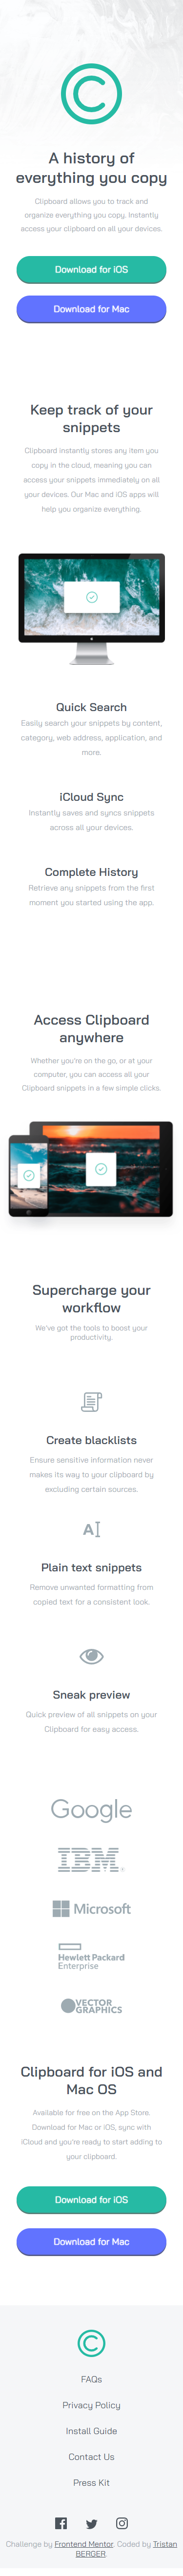 A history of
everything you copy
Clipboard allows you to track and
organize everything you copy. Instantly
access your clipboard on all your devices.
Download for iOS
Download for Mac
Keep track of your
snippets
Clipboard instantly stores any item you
copy in the cloud, meaning you can
access your snippets immediately on all
your devices. Our Mac and iOS apps will
help you organize everything.
Quick Search
Easily search your snippets by content,
category, web address, application, and
more.
iCloud Sync
Instantly saves and syncs snippets
across all your devices.
Complete History
Retrieve any snippets from the first
moment you started using the app.
Access Clipboard
anywhere
Whether you're on the go, or at your
computer, you can access all your
Clipboard snippets in a few simple clicks.
Supercharge your
workflow
We've got the tools to boost your
productivity.
Create blacklists
Ensure sensitive information never
makes its way to your clipboard by
excluding certain sources.
A
Plain text snippets
Remove unwanted formatting from
copied text for a consistent look.
Sneak preview
Quick preview of all snippets on your
Clipboard for easy access.
Google
IBM
Microsoft
Hewlett Packard
Enterprise
VECTOR
GRAPHICS
Clipboard for iOS and
Mac OS
Available for free on the App Store.
Download for Mac or iOS, sync with
iCloud and you're ready to start adding to
your clipboard.
Download for iOS
Download for Mac
FAQs
Privacy Policy
Install Guide
Contact Us
Press Kit
Challenge by Frontend Mentor. Coded by Tristan
BERGER.